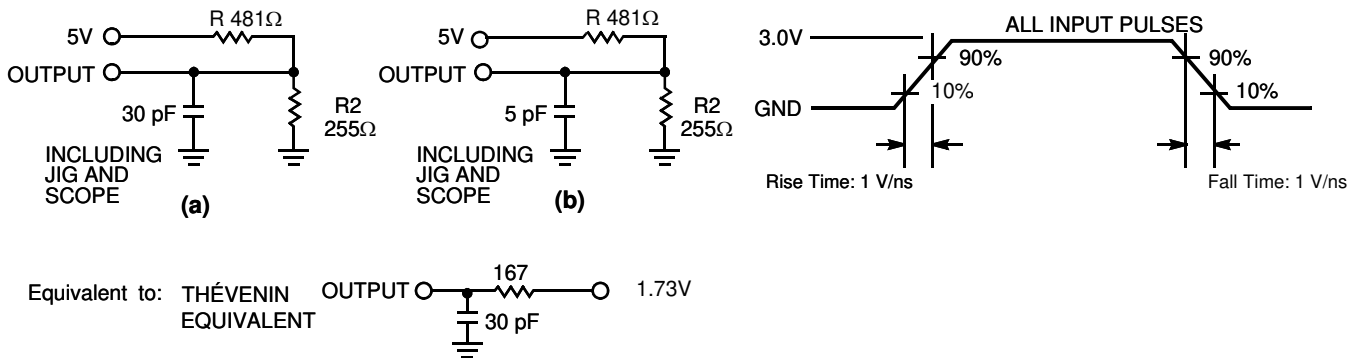 R 481Ω
5V
OUTPUT
30 pF
R2
255Ω
INCLUDING
JIG AND
SCOPE
(a)
R 481Ω
5V
OUTPUT
5 pF
R2
255Ω
INCLUDING
JIG AND
SCOPE
(b)
ALL INPUT PULSES
3.0V
90%
10%
GND
90%
10%
Rise Time: 1 V/ns
Fall Time: 1 V/ns
Equivalent to: THÉVENIN
EQUIVALENT
OUTPUT
167
1.73V
30 pF